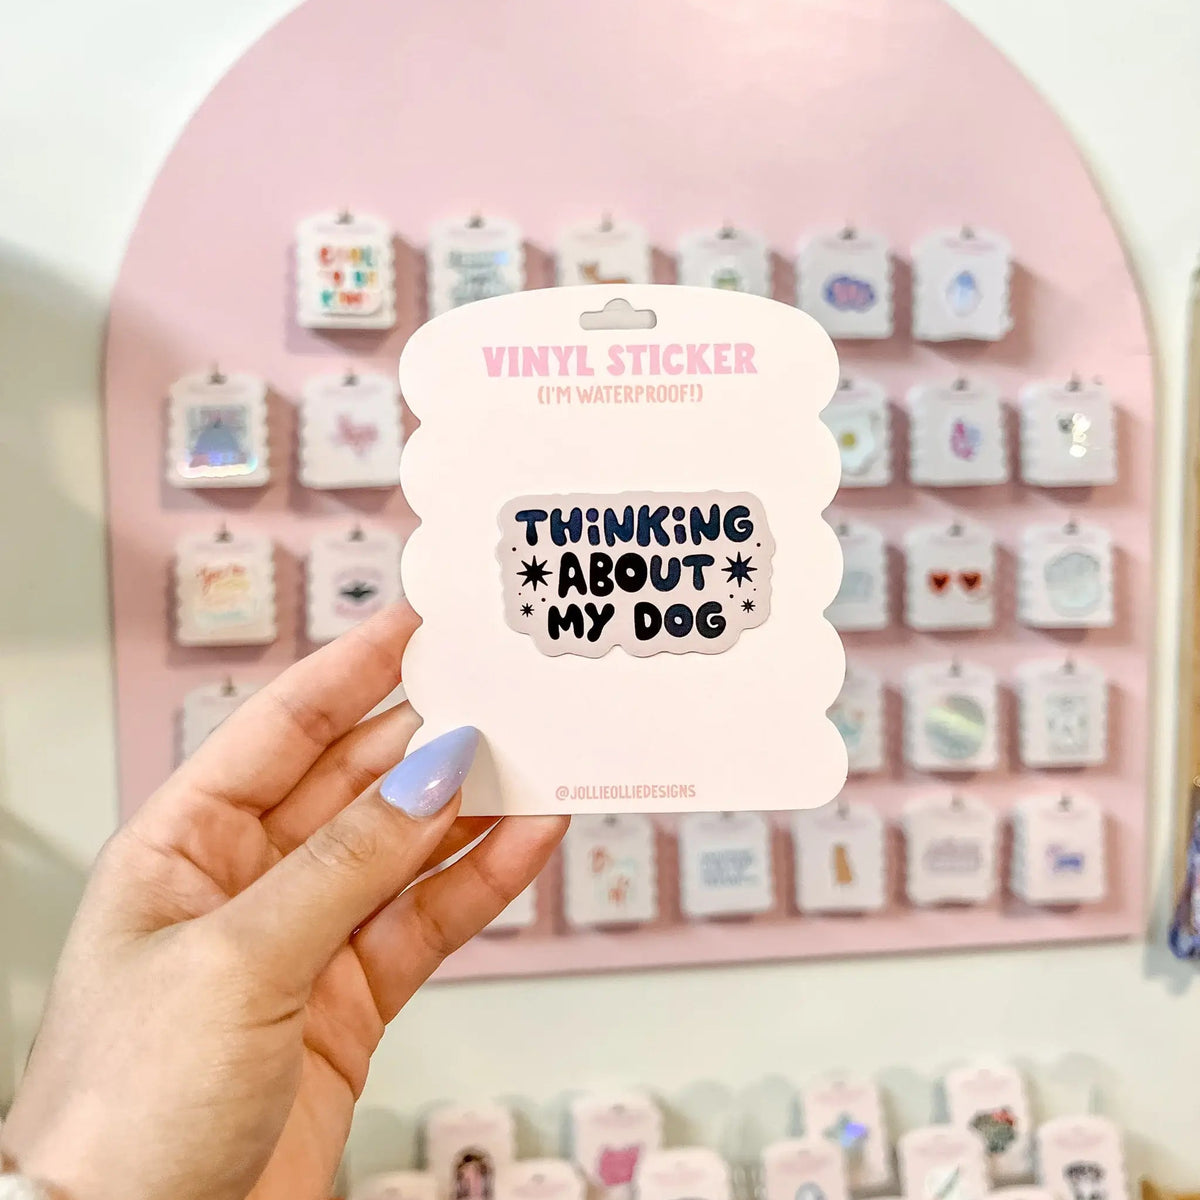 VINYL STICKER
(I'M WATERPROOF!)
THiNKiNG
ABOUT
MY DOG
@JOLLIEOLLIEDESIGNS